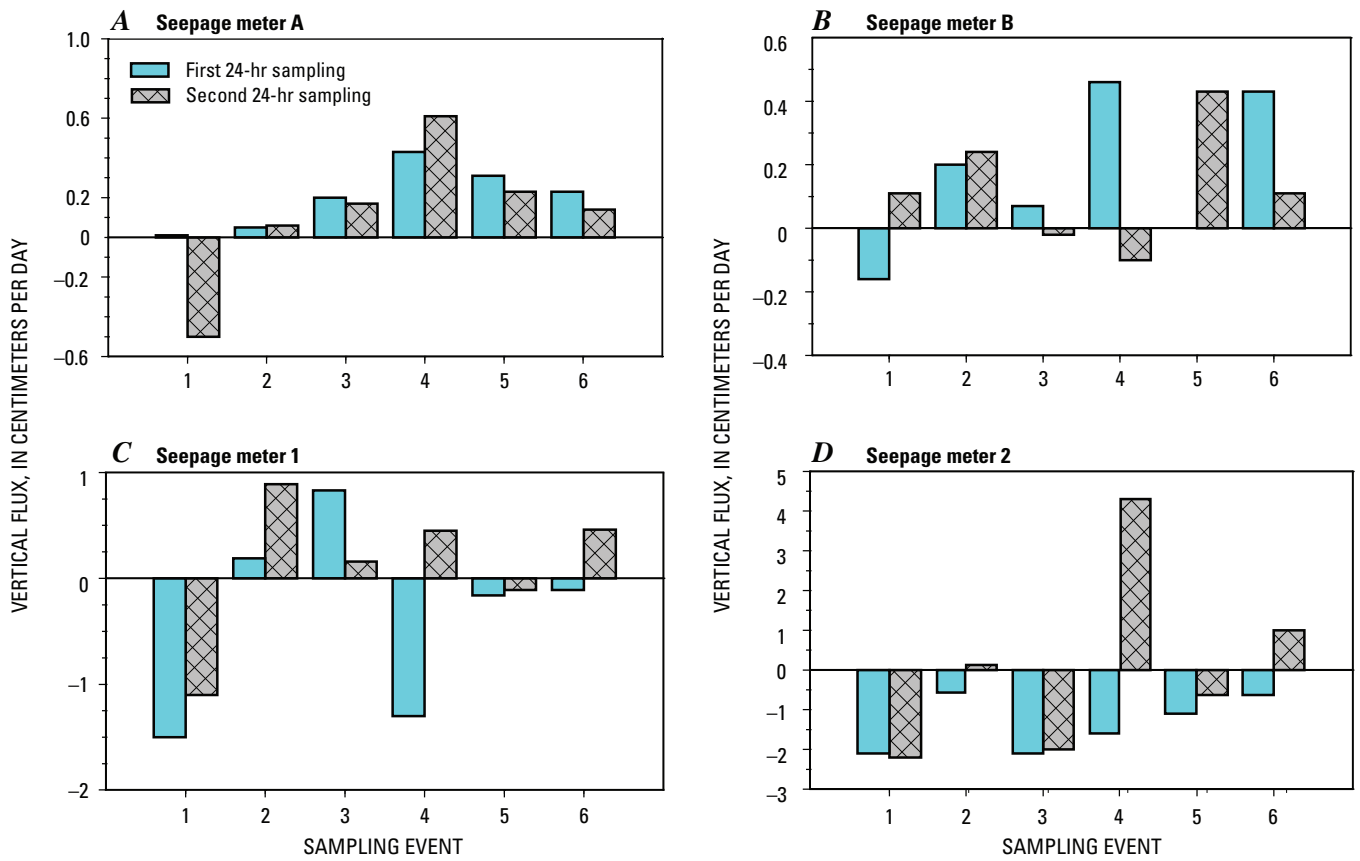 A Seepage meter A
1.0
0.6
0.2
0
−0.2
−0.6
First 24-hr sampling
Second 24-hr sampling
1 2 3 4 5 6
B Seepage meter B
0.6
0.4
0.2
0
−0.2
−0.4
1 2 3 4 5 6
C Seepage meter 1
1
0
−1
−2
1 2 3 4 5 6
D Seepage meter 2
5
4
3
2
1
0
−1
−2
−3
1 2 3 4 5 6
VERTICAL FLUX, IN CENTIMETERS PER DAY
VERTICAL FLUX, IN CENTIMETERS PER DAY
SAMPLING EVENT
SAMPLING EVENT